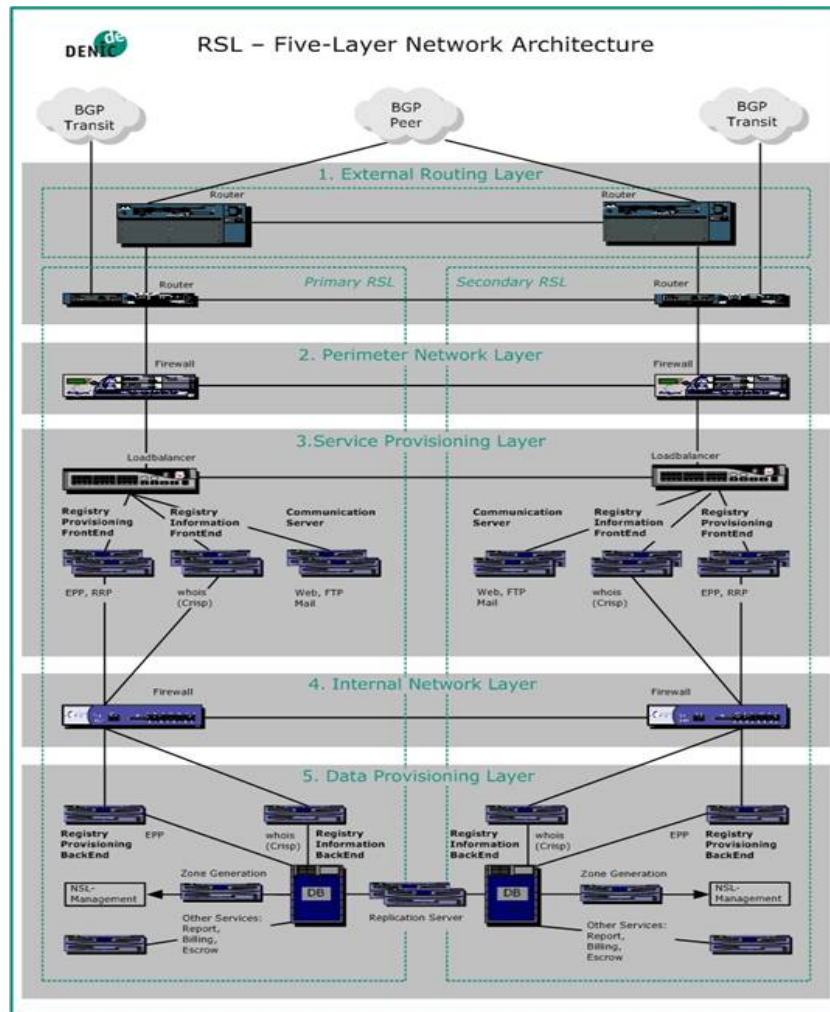 de
DENIC
RSL – Five-Layer Network Architecture
BGP
Transit
BGP
Peer
BGP
Transit
1. External Routing Layer
Router
Router
Router
Primary RSL
Secondary RSL
Router
2. Perimeter Network Layer
Firewall
Firewall
3.Service Provisioning Layer
Loadbalancer
Loadbalancer
Registry
Provisioning
FrontEnd
Registry
Information
FrontEnd
Communication
Server
Communication
Server
Registry
Information
FrontEnd
Registry
Provisioning
FrontEnd
EPP, RRP
whois
(Crisp)
Web, FTP
Mail
Web, FTP
Mail
whois
(Crisp)
EPP, RRP
4. Internal Network Layer
Firewall
Firewall
5. Data Provisioning Layer
Registry
Provisioning
BackEnd
EPP
whois
(Crisp)
Registry
Information
BackEnd
Registry
Information
BackEnd
whois
(Crisp)
EPP
Registry
Provisioning
BackEnd
NSL-
Management
Zone Generation
DB
Replication Server
DB
Zone Generation
NSL-
Management
Other Services:
Report,
Billing,
Escrow
Other Services:
Report,
Billing,
Escrow